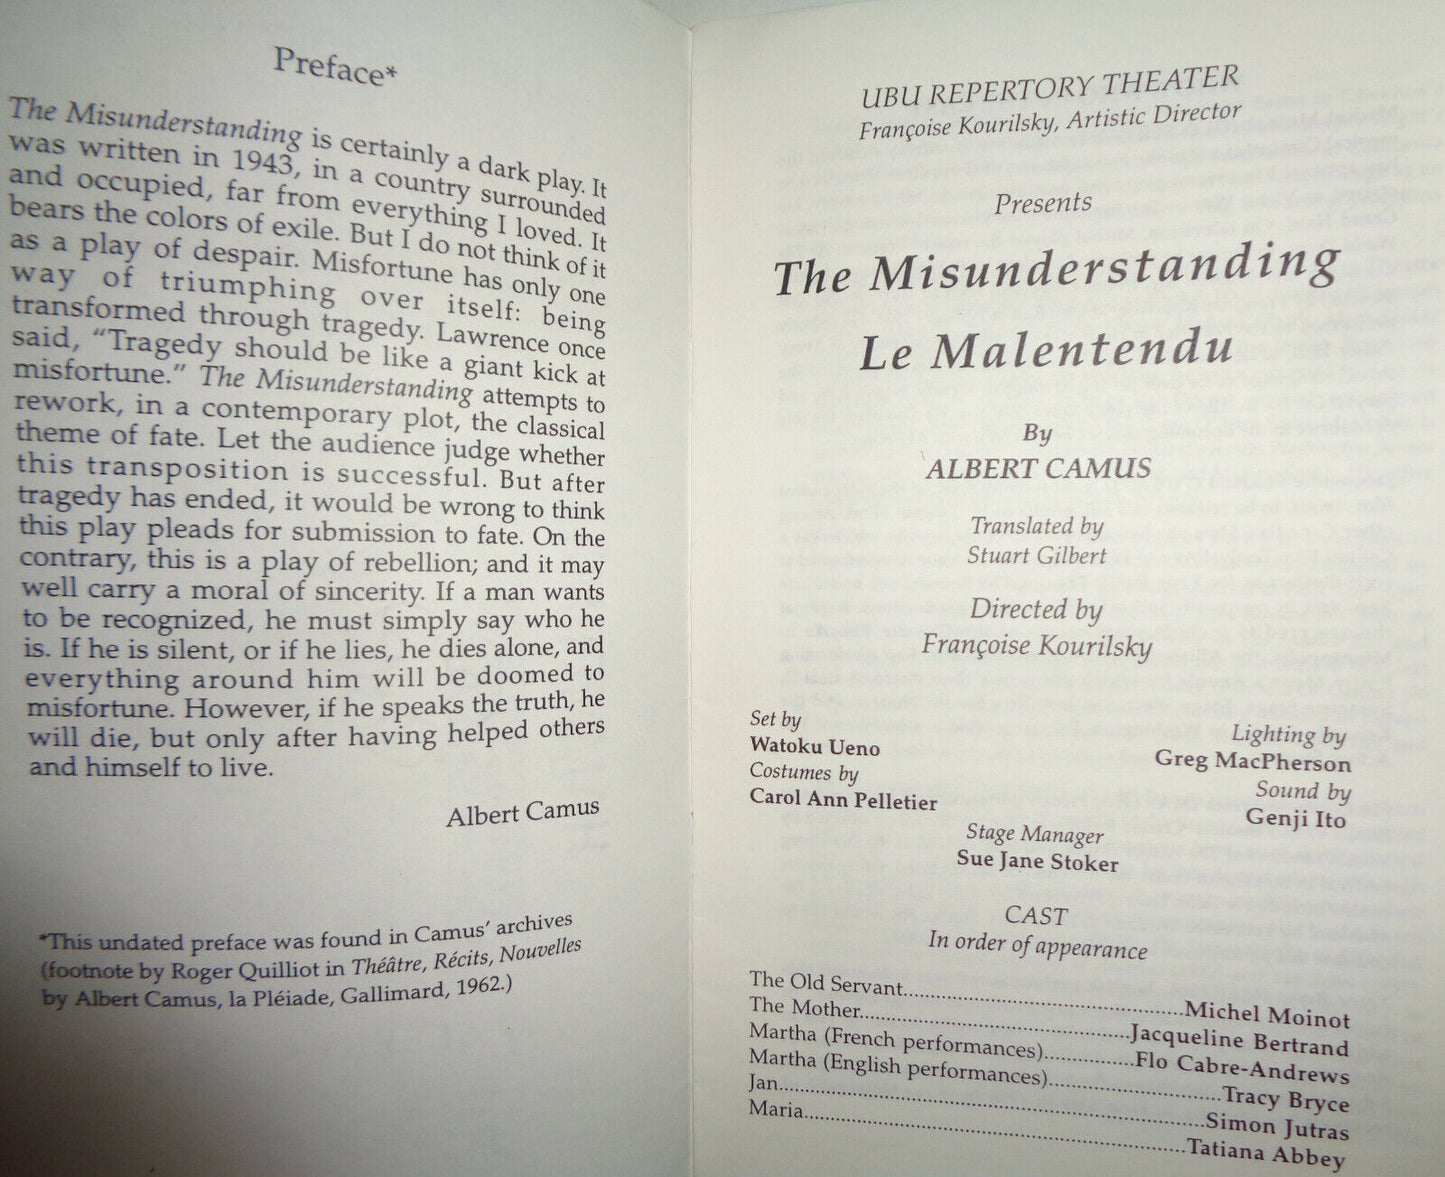 Preface*
The Misunderstanding is certainly a dark play. It
was written in 1943, in a country surrounded
and occupied, far from everything I loved. It
bears the colors of exile. But I do not think of it
as a play of despair. Misfortune has only one
way of triumphing over itself: being
transformed through tragedy. Lawrence once
said, “Tragedy should be like a giant kick at
misfortune.” The Misunderstanding attempts to
rework, in a contemporary plot, the classical
theme of fate. Let the audience judge whether
this transposition is successful. But after
tragedy has ended, it would be wrong to think
this play pleads for submission to fate. On the
contrary, this is a play of rebellion; and it may
well carry a moral of sincerity. If a man wants
to be recognized, he must simply say who he
is. If he is silent, or if he lies, he dies alone, and
everything around him will be doomed to
misfortune. However, if he speaks the truth, he
will die, but only after having helped others
and himself to live.
Albert Camus
*This undated preface was found in Camus’ archives
(footnote by Roger Quilliot in Théâtre, Récits, Nouvelles
by Albert Camus, la Pléiade, Gallimard, 1962.)
UBU REPERTORY THEATER
Françoise Kourilsky, Artistic Director
Presents
The Misunderstanding
Le Malentendu
By
ALBERT CAMUS
Translated by
Stuart Gilbert
Directed by
Françoise Kourilsky
Set by
Watoku Ueno
Costumes by
Carol Ann Pelletier
Lighting by
Greg MacPherson
Sound by
Genji Ito
Stage Manager
Sue Jane Stoker
CAST
In order of appearance
The Old Servant..............................................Michel Moinot
The Mother.............................................Jacqueline Bertrand
Martha (French performances)...............Flo Cabre-Andrews
Martha (English performances)............................Tracy Bryce
Jan.......................................................................Simon Jutras
Maria................................................................Tatiana Abbey